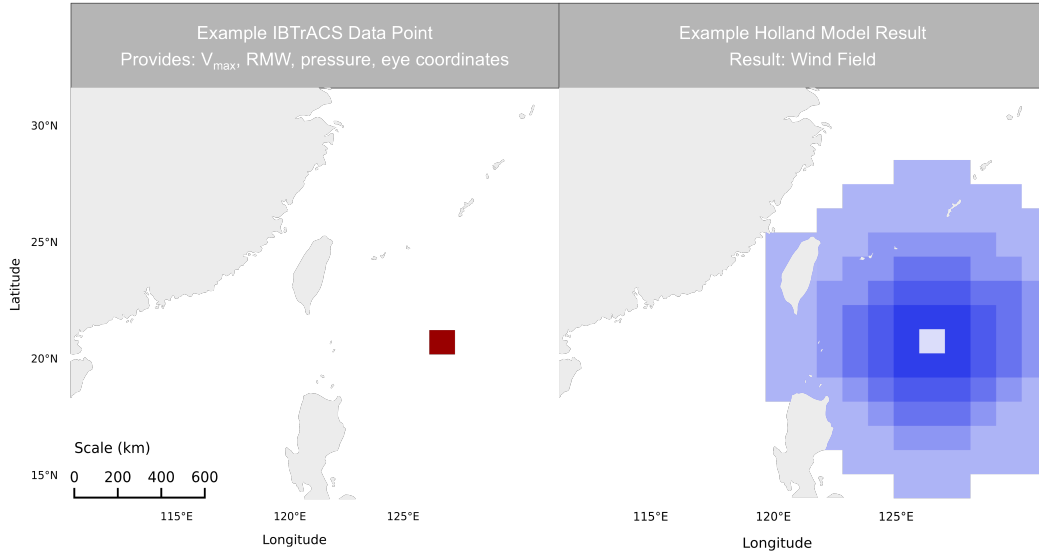 Example IBTrACS Data Point
Provides: Vmax, RMW, pressure, eye coordinates
Example Holland Model Result
Result: Wind Field
30°N
25°N
20°N
15°N
Latitude
Scale (km)
0 200 400 600
115°E 120°E 125°E
Longitude
115°E 120°E 125°E
Longitude